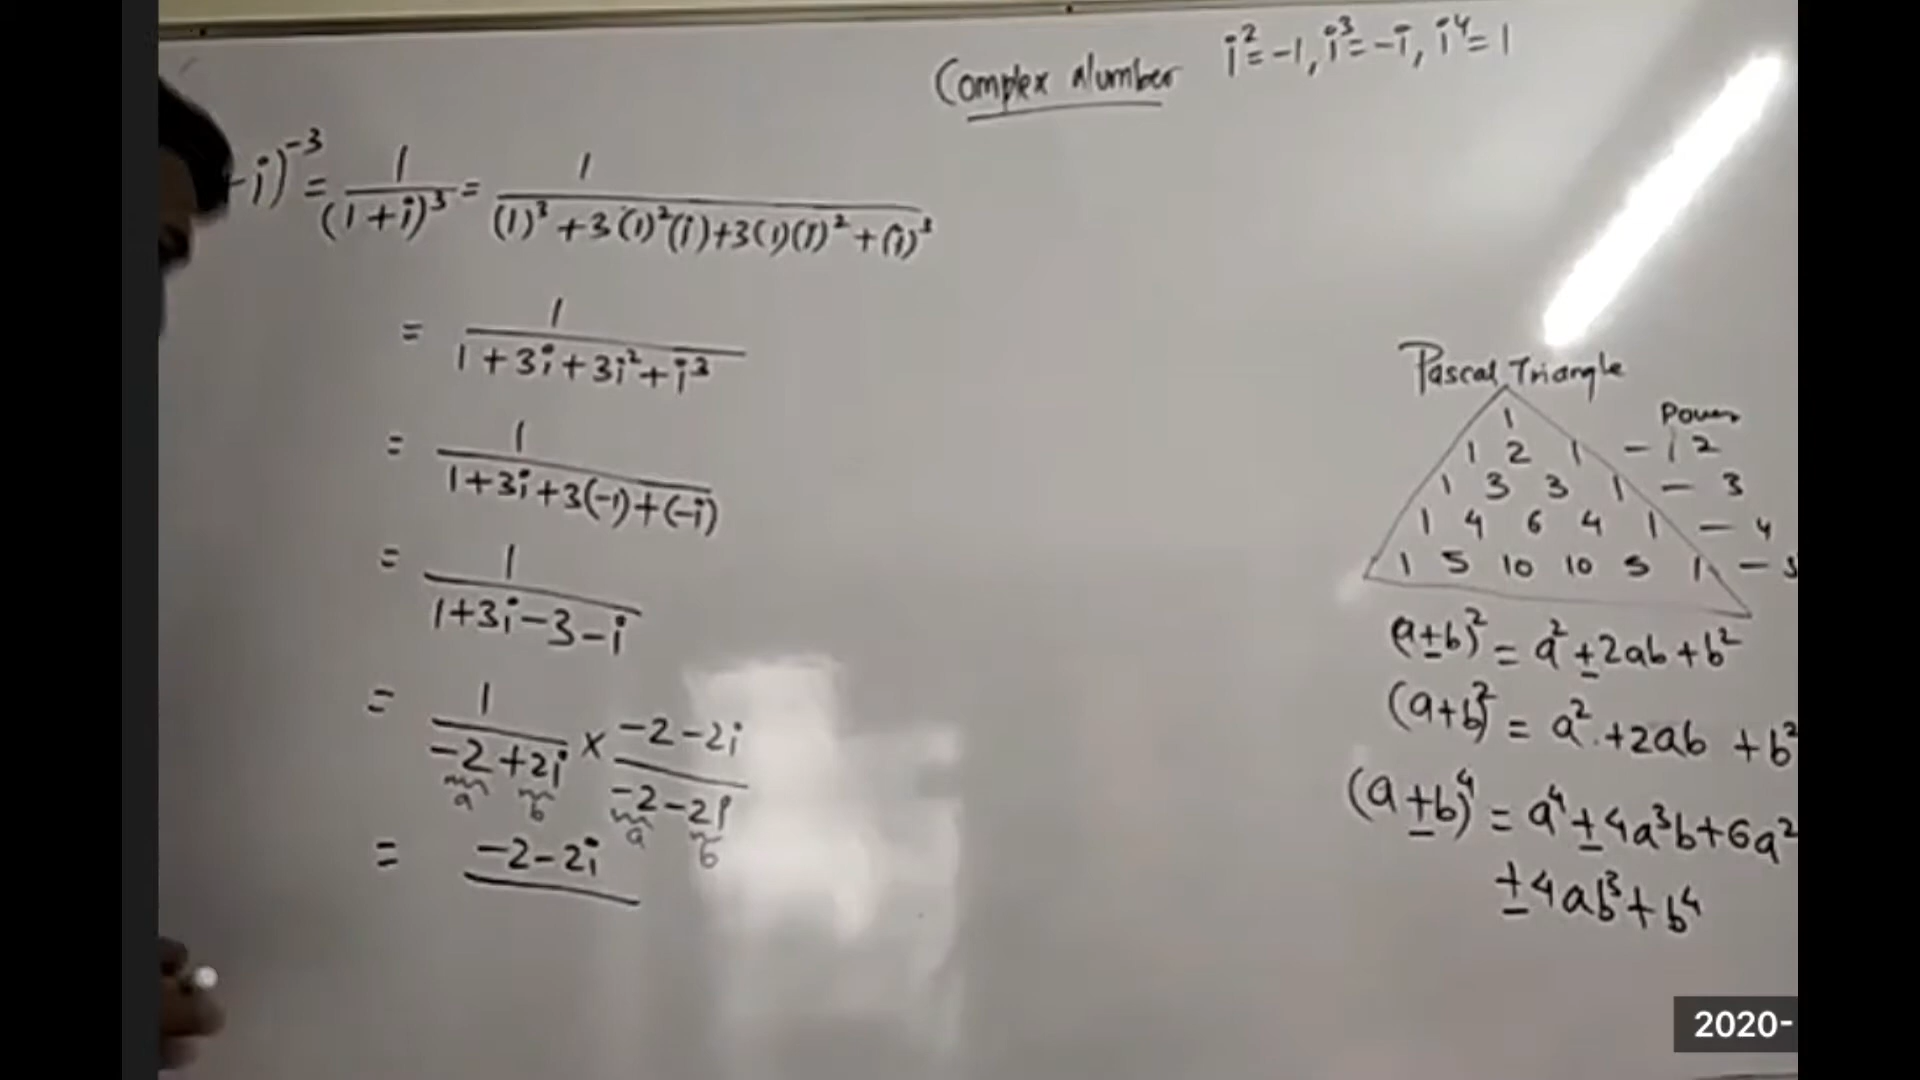 Complex Number i²=-1, i³=-i, i⁴=1
-i)⁻³ = 1/(1+i)³ = 1/((1)³+3(1)²(i)+3(1)(i)²+(i)³)
= 1/(1+3i+3i²+i³)
= 1/(1+3i+3(-1)+(-i))
= 1/(1+3i-3-i)
= 1/(-2+2i) × (-2-2i)/(-2-2i)
a b a b
= -2-2i
Pascal Triangle
Power
1
1 2 1 - 2
1 3 3 1 - 3
1 4 6 4 1 - 4
1 5 10 10 5 1 - 5
(a±b)² = a²±2ab+b²
(a+b)² = a²+2ab+b²
(a±b)⁴ = a⁴±4a³b+6a²
±4ab³+b⁴
2020-